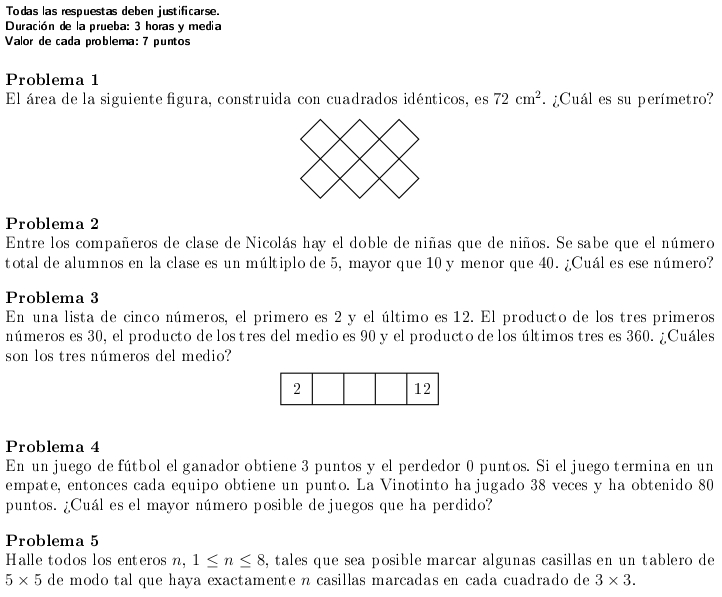 Todas las respuestas deben justificarse.
Duración de la prueba: 3 horas y media
Valor de cada problema: 7 puntos
Problema 1
El área de la siguiente figura, construida con cuadrados idénticos, es 72 cm². ¿Cuál es su perímetro?
Problema 2
Entre los compañeros de clase de Nicolás hay el doble de niñas que de niños. Se sabe que el número
total de alumnos en la clase es un múltiplo de 5, mayor que 10 y menor que 40. ¿Cuál es ese número?
Problema 3
En una lista de cinco números, el primero es 2 y el último es 12. El producto de los tres primeros
números es 30, el producto de los tres del medio es 90 y el producto de los últimos tres es 360. ¿Cuáles
son los tres números del medio?
2 12
Problema 4
En un juego de fútbol el ganador obtiene 3 puntos y el perdedor 0 puntos. Si el juego termina en un
empate, entonces cada equipo obtiene un punto. La Vinotinto ha jugado 38 veces y ha obtenido 80
puntos. ¿Cuál es el mayor número posible de juegos que ha perdido?
Problema 5
Halle todos los enteros n, 1 ≤ n ≤ 8, tales que sea posible marcar algunas casillas en un tablero de
5 × 5 de modo tal que haya exactamente n casillas marcadas en cada cuadrado de 3 × 3.